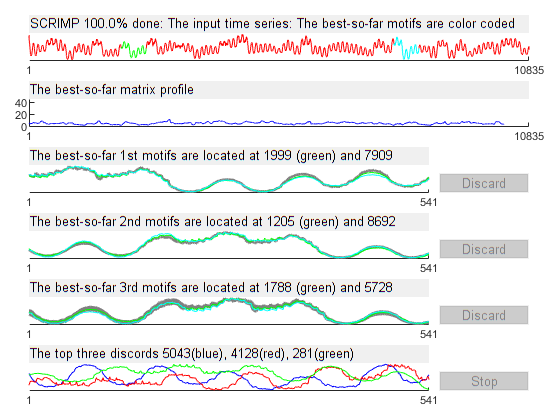 SCRIMP 100.0% done: The input time series: The best-so-far motifs are color coded
1 10835
The best-so-far matrix profile
40
20
0
1 10835
The best-so-far 1st motifs are located at 1999 (green) and 7909
Discard
1 541
The best-so-far 2nd motifs are located at 1205 (green) and 8692
Discard
1 541
The best-so-far 3rd motifs are located at 1788 (green) and 5728
Discard
1 541
The top three discords 5043(blue), 4128(red), 281(green)
Stop
1 541